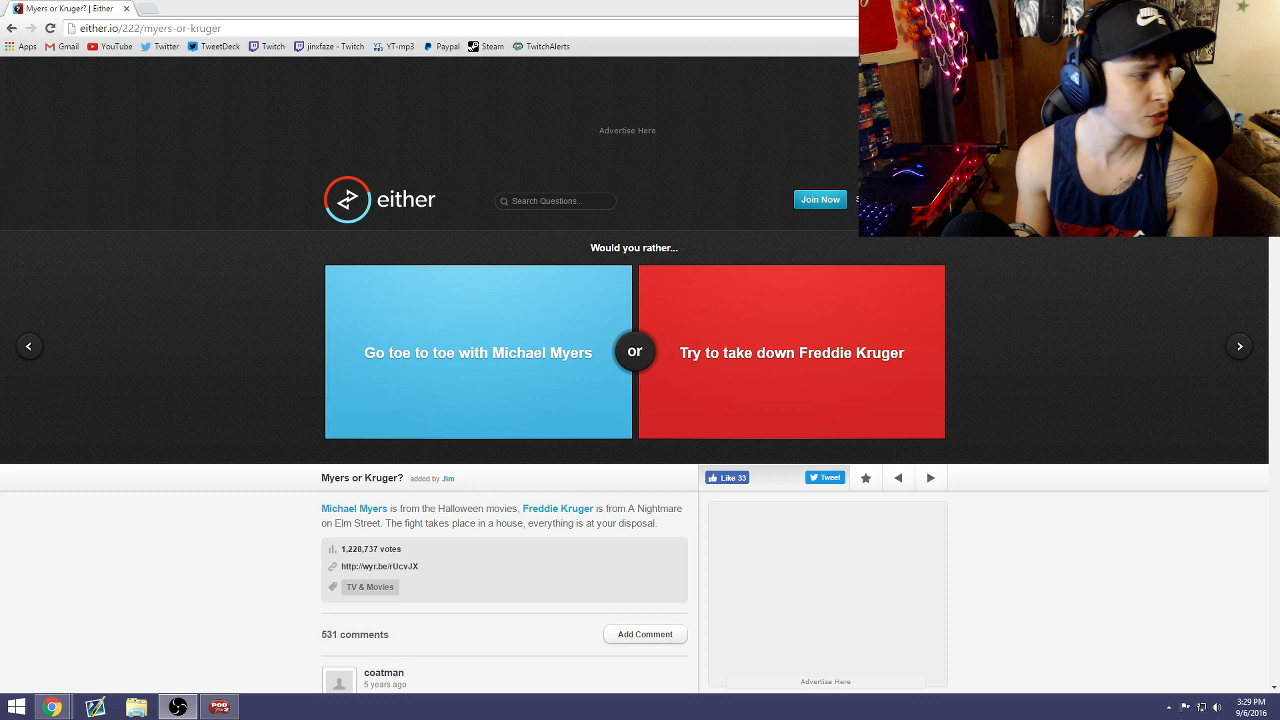 Myers or Kruger? | Either
either.io/222/myers-or-kruger
Apps Gmail YouTube Twitter TweetDeck Twitch jinxfaze - Twitch YT-mp3 Paypal Steam TwitchAlerts
Advertise Here
either
Search Questions...
Join Now
Would you rather...
Go toe to toe with Michael Myers
or
Try to take down Freddie Kruger
Myers or Kruger? added by Jim
Like 33
Tweet
Michael Myers is from the Halloween movies, Freddie Kruger is from A Nightmare
on Elm Street. The fight takes place in a house, everything is at your disposal.
1,228,737 votes
http://wyr.be/rUcvJX
TV & Movies
531 comments
Add Comment
coatman
5 years ago
Advertise Here
3:29 PM
9/6/2016